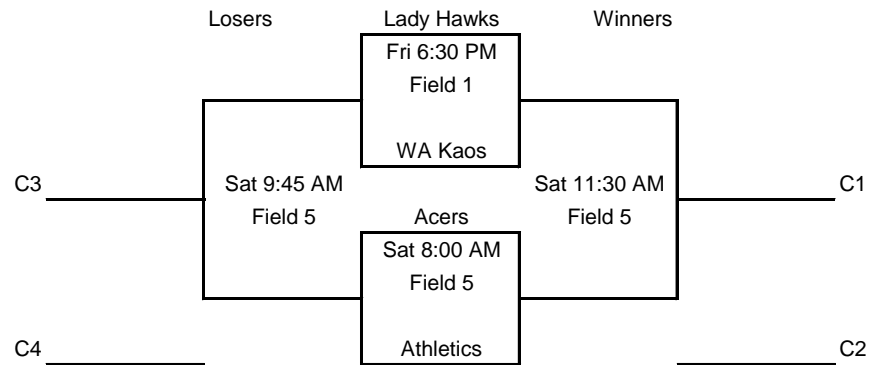 Losers Lady Hawks Winners
Fri 6:30 PM
Field 1
WA Kaos
C3 Sat 9:45 AM Sat 11:30 AM C1
Field 5 Acers Field 5
Sat 8:00 AM
Field 5
C4 Athletics C2